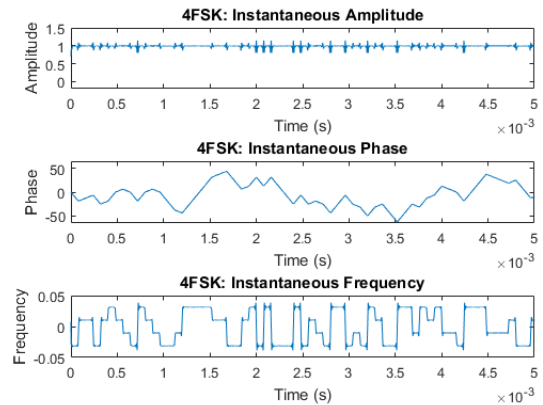 4FSK: Instantaneous Amplitude
Amplitude
1.5
1
0.5
0
0 0.5 1 1.5 2 2.5 3 3.5 4 4.5 5
Time (s)
×10-3
4FSK: Instantaneous Phase
Phase
50
0
-50
0 0.5 1 1.5 2 2.5 3 3.5 4 4.5 5
Time (s)
×10-3
4FSK: Instantaneous Frequency
Frequency
0.05
0
-0.05
0 0.5 1 1.5 2 2.5 3 3.5 4 4.5 5
Time (s)
×10-3